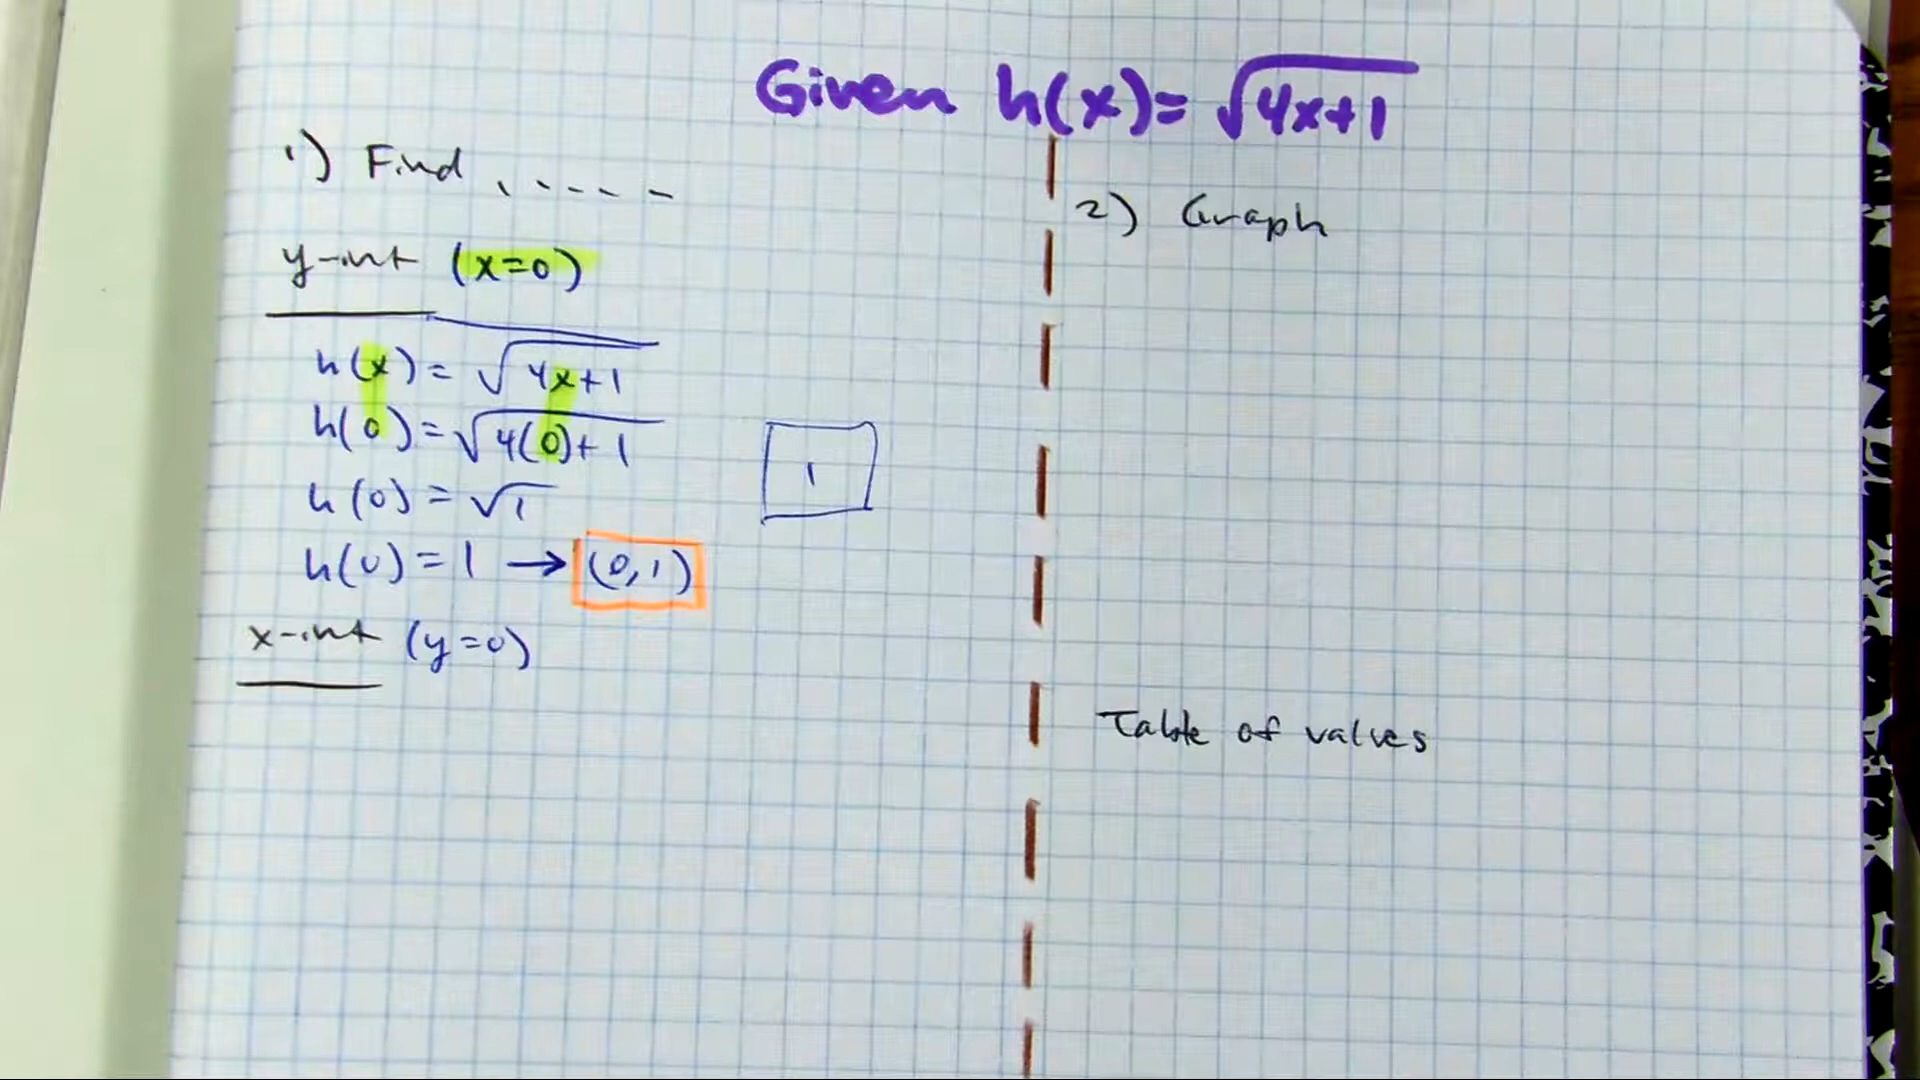 Given h(x)= √4x+1
1) Find . - - - -
y-int (x=0)
h(x)= √4x+1
h(0)= √4(0)+1
h(0) = √1
1
h(0) = 1 → (0,1)
x-int (y=0)
2) Graph
Table of values